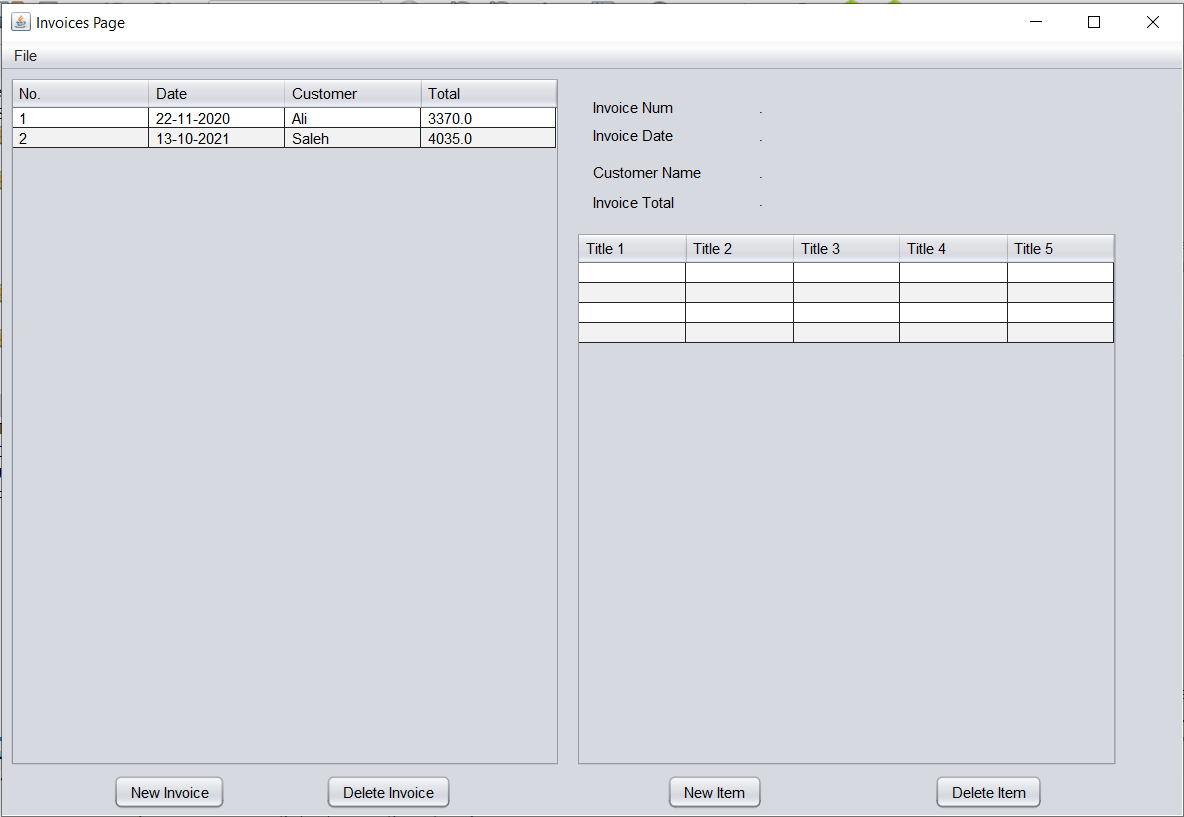 Invoices Page
File
No. Date Customer Total
1 22-11-2020 Ali 3370.0
2 13-10-2021 Saleh 4035.0
Invoice Num .
Invoice Date .
Customer Name .
Invoice Total .
Title 1 Title 2 Title 3 Title 4 Title 5
New Invoice Delete Invoice New Item Delete Item